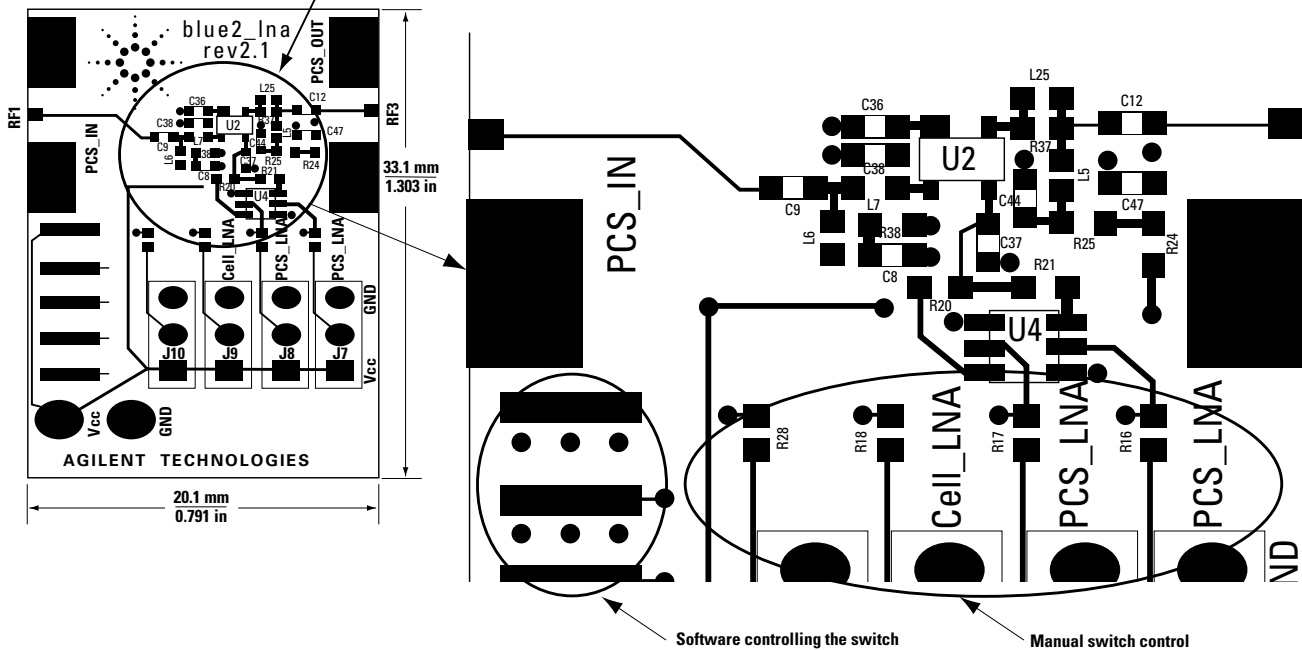 blue2_lna
rev2.1
PCS_OUT
RF1
RF3
PCS_IN
C36
L25
C12
C38
U2
R37
L5
C47
C9
L7
C44
L6
R38
C37
R25
R24
C8
R20
R21
U4
33.1 mm
1.303 in
Cell_LNA
PCS_LNA
PCS_LNA
GND
J10
J9
J8
J7
Vcc
Vcc
GND
AGILENT TECHNOLOGIES
20.1 mm
0.791 in
L25
C36
C12
U2
R37
PCS_IN
C38
L5
C9
C44
C47
L7
L6
R38
C37
R25
R24
C8
R21
R20
U4
R28
R18
Cell_LNA
R17
PCS_LNA
R16
PCS_LNA
ND
Software controlling the switch
Manual switch control